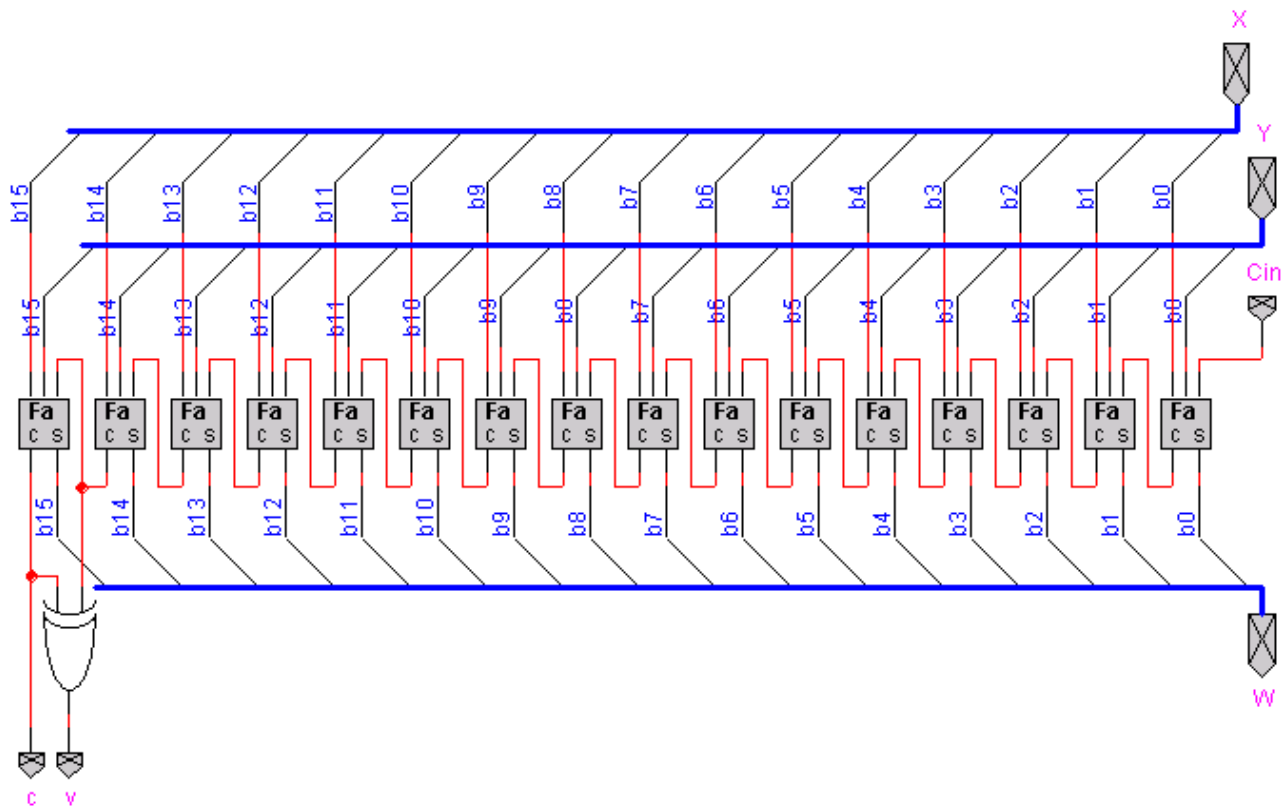 X
Y
b15 b14 b13 b12 b11 b10 b9 b8 b7 b6 b5 b4 b3 b2 b1 b0
Cin
b15 b14 b13 b12 b11 b10 b9 b8 b7 b6 b5 b4 b3 b2 b1 b0
Fa Fa Fa Fa Fa Fa Fa Fa Fa Fa Fa Fa Fa Fa Fa Fa
C S C S C S C S C S C S C S C S C S C S C S C S C S C S C S C S
b15 b14 b13 b12 b11 b10 b9 b8 b7 b6 b5 b4 b3 b2 b1 b0
W
c v